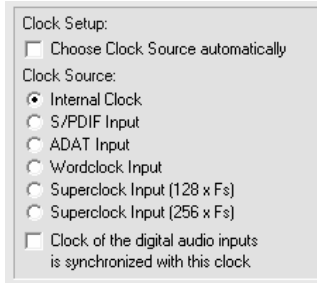 Clock Setup:
Choose Clock Source automatically
Clock Source:
Internal Clock
S/PDIF Input
ADAT Input
Wordclock Input
Superclock Input (128 x Fs)
Superclock Input (256 x Fs)
Clock of the digital audio inputs
is synchronized with this clock